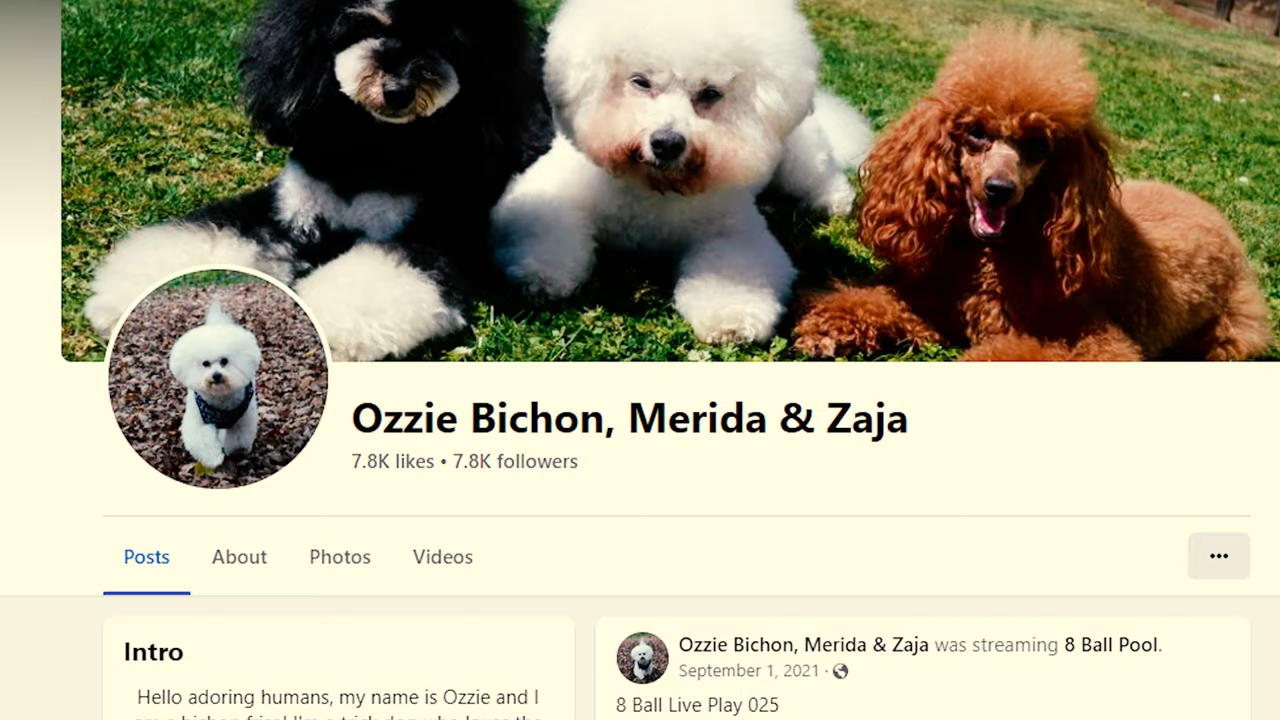 Ozzie Bichon, Merida & Zaja
7.8K likes • 7.8K followers
Posts
About
Photos
Videos
Intro
Hello adoring humans, my name is Ozzie and I
Ozzie Bichon, Merida & Zaja was streaming 8 Ball Pool.
September 1, 2021 ·
8 Ball Live Play 025